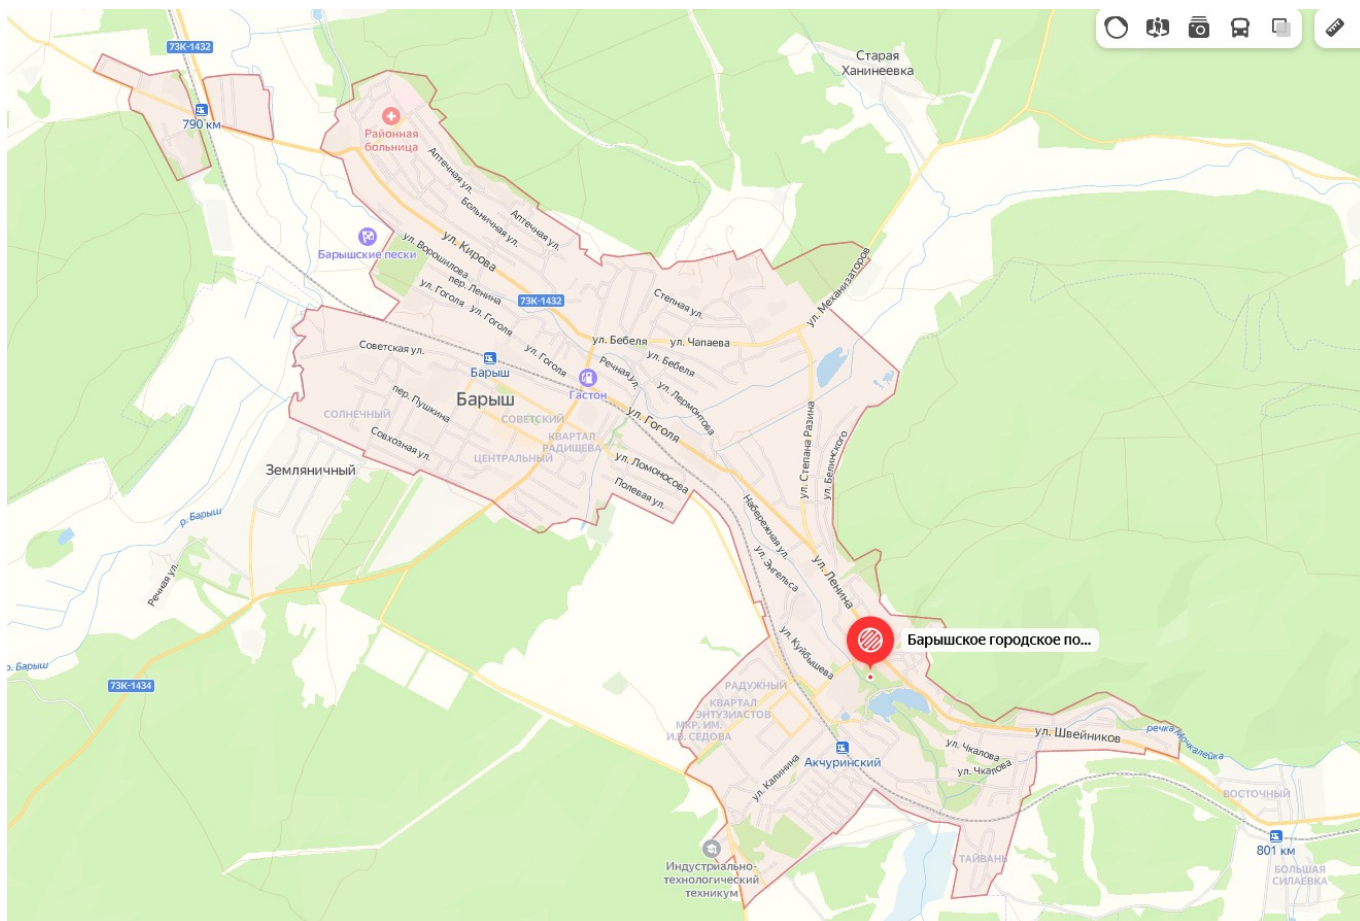 73К-1432
Старая
Ханинеевка
790 км
Районная
больница
Аптечная ул.
Больничная ул.
Аптечная ул.
ул. Кирова
Барышские пески
ул. Ворошилова
пер. Ленина
ул. Гоголя
ул. Гоголя
73К-1432
Степная ул.
ул. Механизаторов
ул. Бебеля
ул. Чапаева
Советская ул.
ул. Гоголя
ул. Бебеля
Речная ул.
Барыш
Гастон
ул. Лермонтова
пер. Пушкина
Барыш
СОЛНЕЧНЫЙ
СОВЕТСКИЙ
ул. Гоголя
КВАРТАЛ
РАДИЩЕВА
Совхозная ул.
ЦЕНТРАЛЬНЫЙ
ул. Степана Разина
ул. Белинского
ул. Ломоносова
Земляничный
Полевая ул.
р. Барыш
Набережная ул.
ул. Энгельса
ул. Ленина
Речная ул.
Барышское городское по...
ул. Куйбышева
р. Барыш
73К-1434
РАДУЖНЫЙ
КВАРТАЛ
ЭНТУЗИАСТОВ
МКР. ИМ.
И.В. СЕДОВА
ул. Швейников
речка Мочкалейка
ул. Чкалова
ул. Чкалова
Акчуринский
ул. Калинина
ВОСТОЧНЫЙ
801 км
ТАЙВАНЬ
Индустриально-
технологический
техникум
БОЛЬШАЯ
СИЛАЕВКА